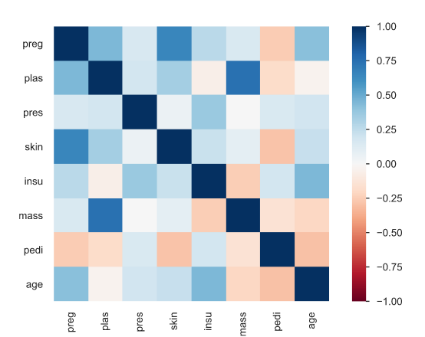 preg
plas
pres
skin
insu
mass
pedi
age
preg
plas
pres
skin
insu
mass
pedi
age
1.00
0.75
0.50
0.25
0.00
−0.25
−0.50
−0.75
−1.00